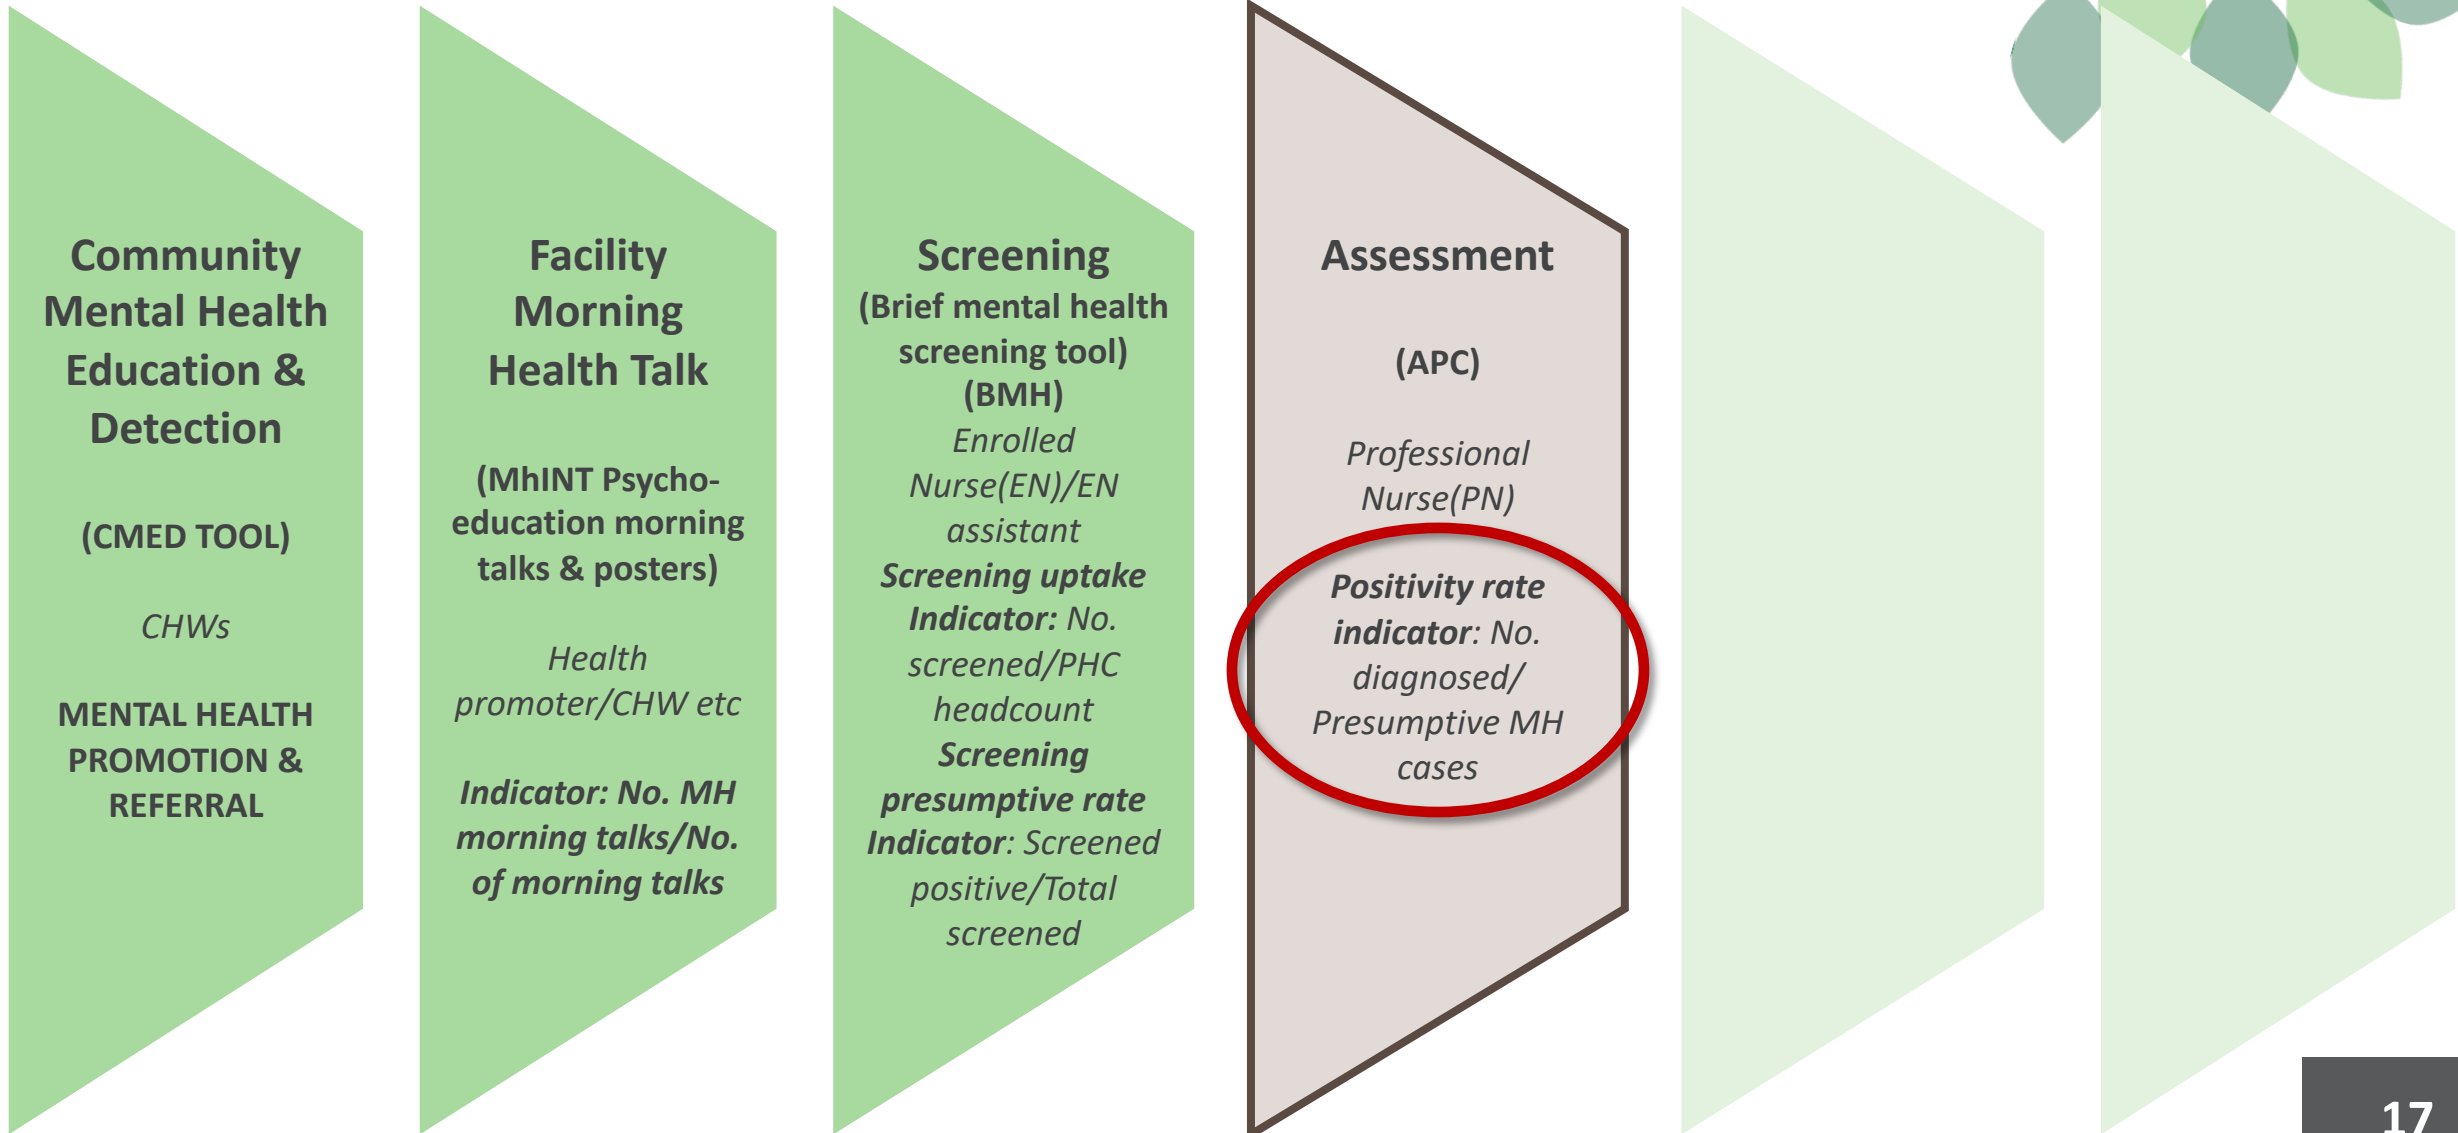 Community
Mental Health
Education &
Detection
(CMED TOOL)
CHWs
MENTAL HEALTH
PROMOTION &
REFERRAL
Facility
Morning
Health Talk
(MhINT Psycho-
education morning
talks & posters)
Health
promoter/CHW etc
Indicator: No. MH
morning talks/No.
of morning talks
Screening
(Brief mental health
screening tool)
(BMH)
Enrolled
Nurse(EN)/EN
assistant
Screening uptake
Indicator: No.
screened/PHC
headcount
Screening
presumptive rate
Indicator: Screened
positive/Total
screened
Assessment
(APC)
Professional
Nurse(PN)
Positivity rate
indicator: No.
diagnosed/
Presumptive MH
cases
17